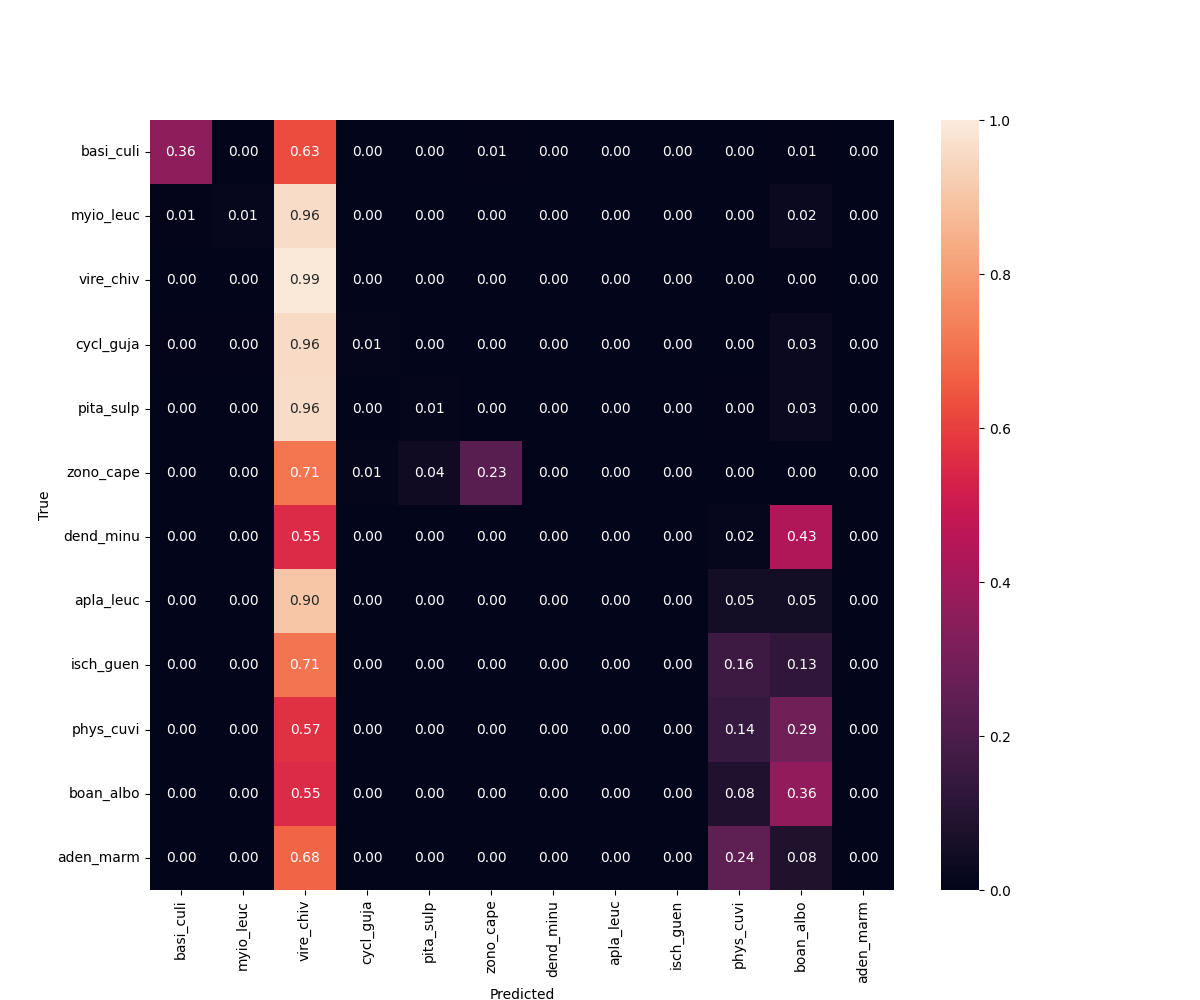 basi_culi 0.36 0.00 0.63 0.00 0.00 0.01 0.00 0.00 0.00 0.00 0.01 0.00
myio_leuc 0.01 0.01 0.96 0.00 0.00 0.00 0.00 0.00 0.00 0.00 0.02 0.00
vire_chiv 0.00 0.00 0.99 0.00 0.00 0.00 0.00 0.00 0.00 0.00 0.00 0.00
cycl_guja 0.00 0.00 0.96 0.01 0.00 0.00 0.00 0.00 0.00 0.00 0.03 0.00
pita_sulp 0.00 0.00 0.96 0.00 0.01 0.00 0.00 0.00 0.00 0.00 0.03 0.00
zono_cape 0.00 0.00 0.71 0.01 0.04 0.23 0.00 0.00 0.00 0.00 0.00 0.00
dend_minu 0.00 0.00 0.55 0.00 0.00 0.00 0.00 0.00 0.00 0.02 0.43 0.00
apla_leuc 0.00 0.00 0.90 0.00 0.00 0.00 0.00 0.00 0.00 0.05 0.05 0.00
isch_guen 0.00 0.00 0.71 0.00 0.00 0.00 0.00 0.00 0.00 0.16 0.13 0.00
phys_cuvi 0.00 0.00 0.57 0.00 0.00 0.00 0.00 0.00 0.00 0.14 0.29 0.00
boan_albo 0.00 0.00 0.55 0.00 0.00 0.00 0.00 0.00 0.00 0.08 0.36 0.00
aden_marm 0.00 0.00 0.68 0.00 0.00 0.00 0.00 0.00 0.00 0.24 0.08 0.00
True
basi_culi myio_leuc vire_chiv cycl_guja pita_sulp zono_cape dend_minu apla_leuc isch_guen phys_cuvi boan_albo aden_marm
Predicted
1.0
0.8
0.6
0.4
0.2
0.0